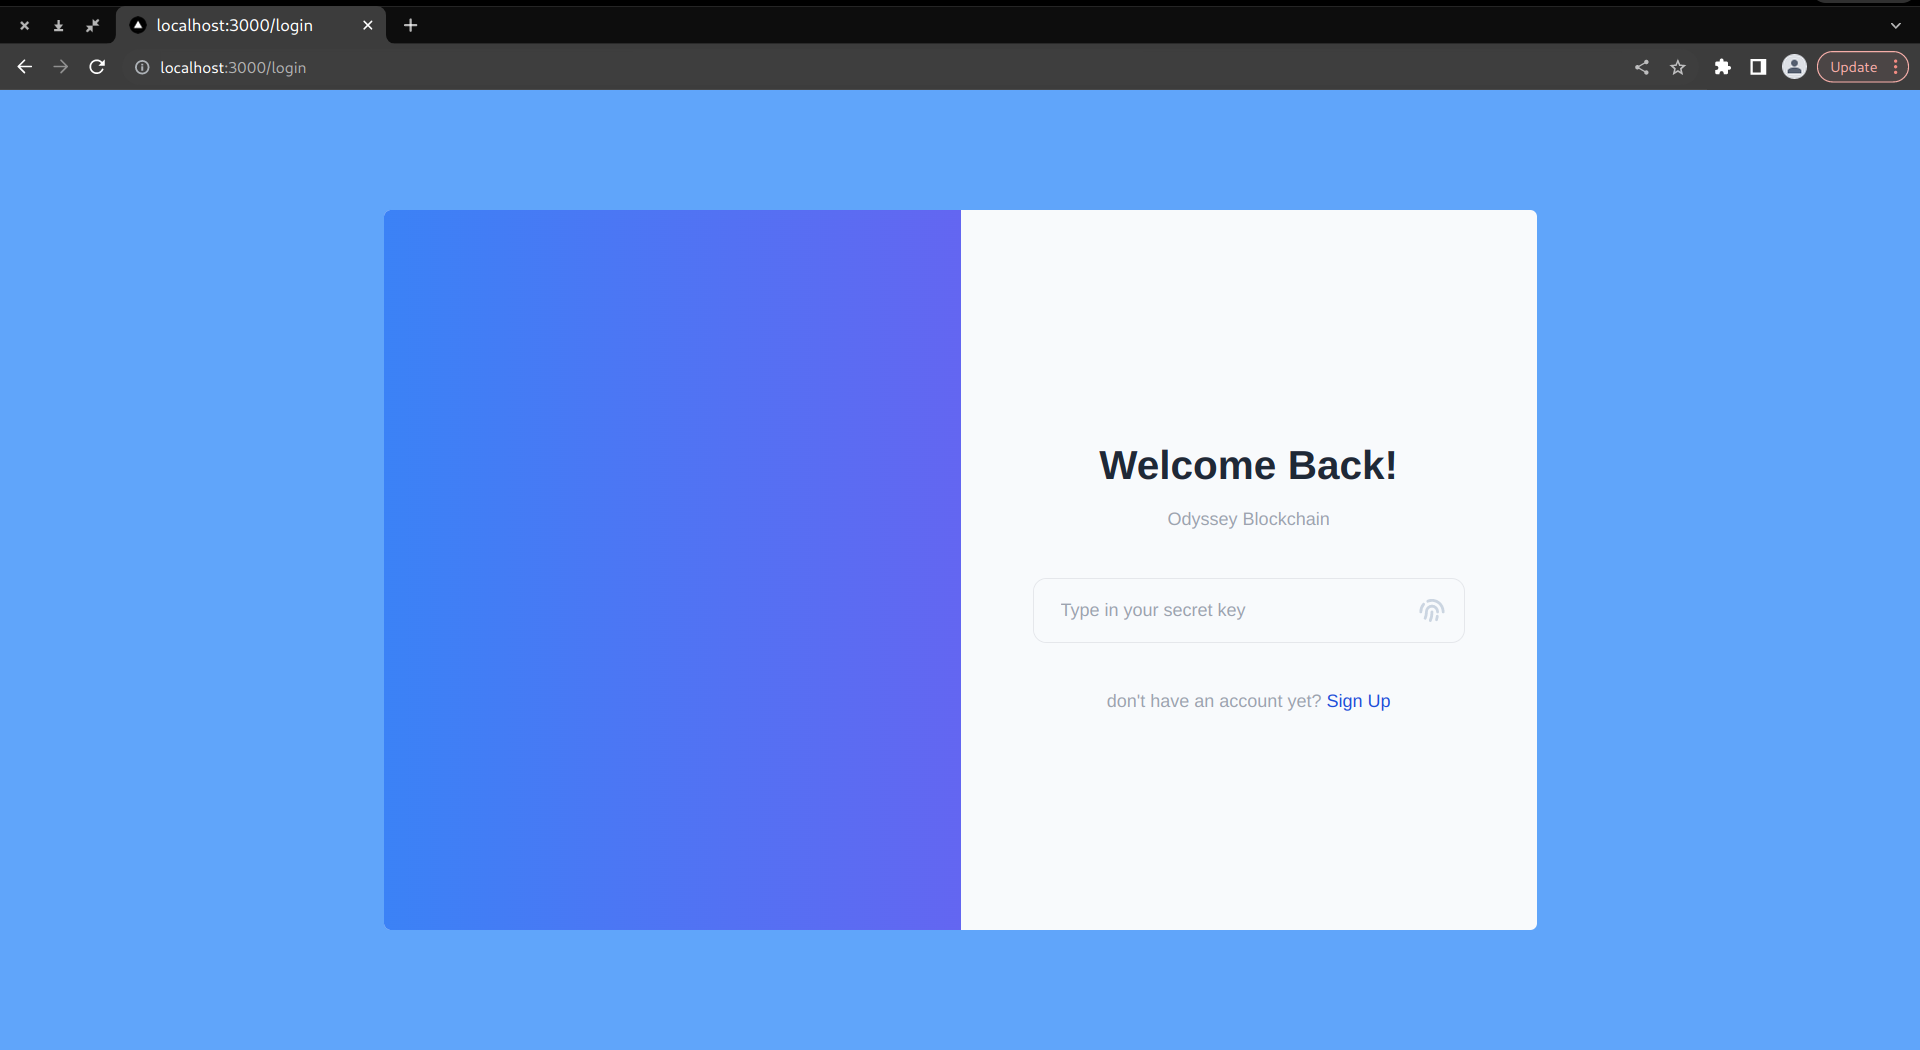 localhost:3000/login
localhost:3000/login
Update
Welcome Back!
Odyssey Blockchain
Type in your secret key
don't have an account yet? Sign Up